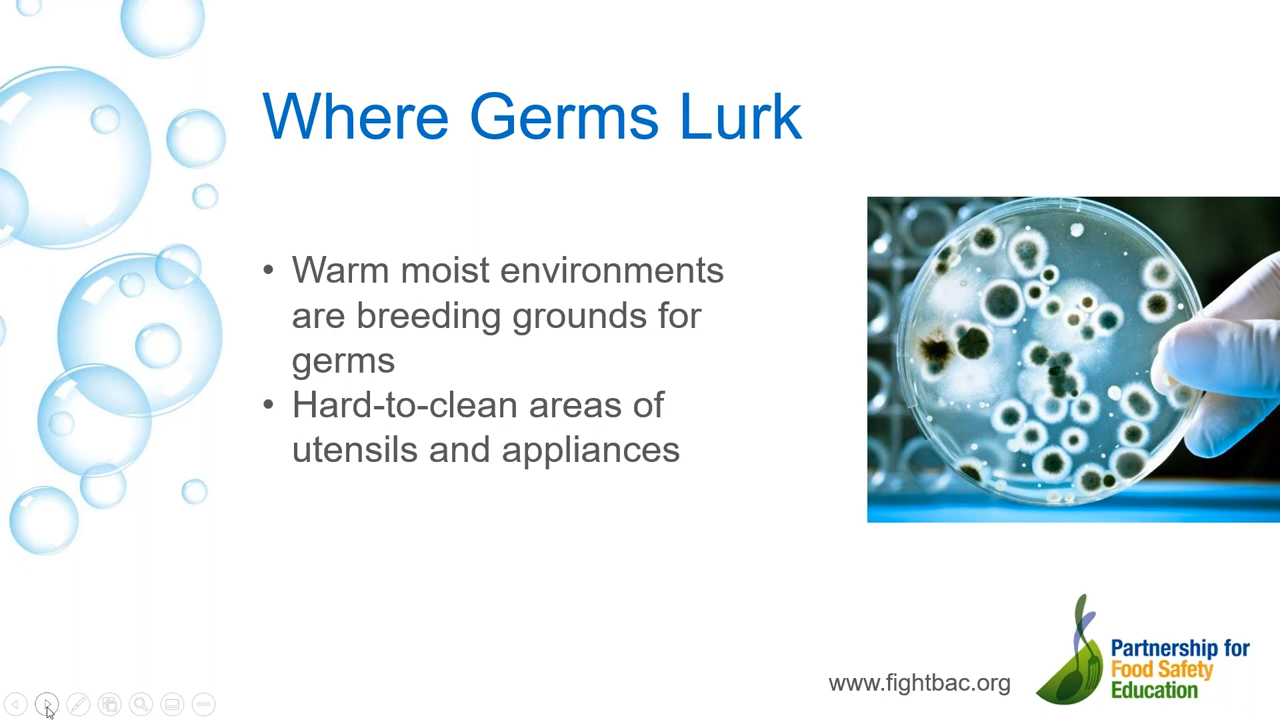 Where Germs Lurk
• Warm moist environments
are breeding grounds for
germs
• Hard-to-clean areas of
utensils and appliances
www.fightbac.org
Partnership for
Food Safety
Education